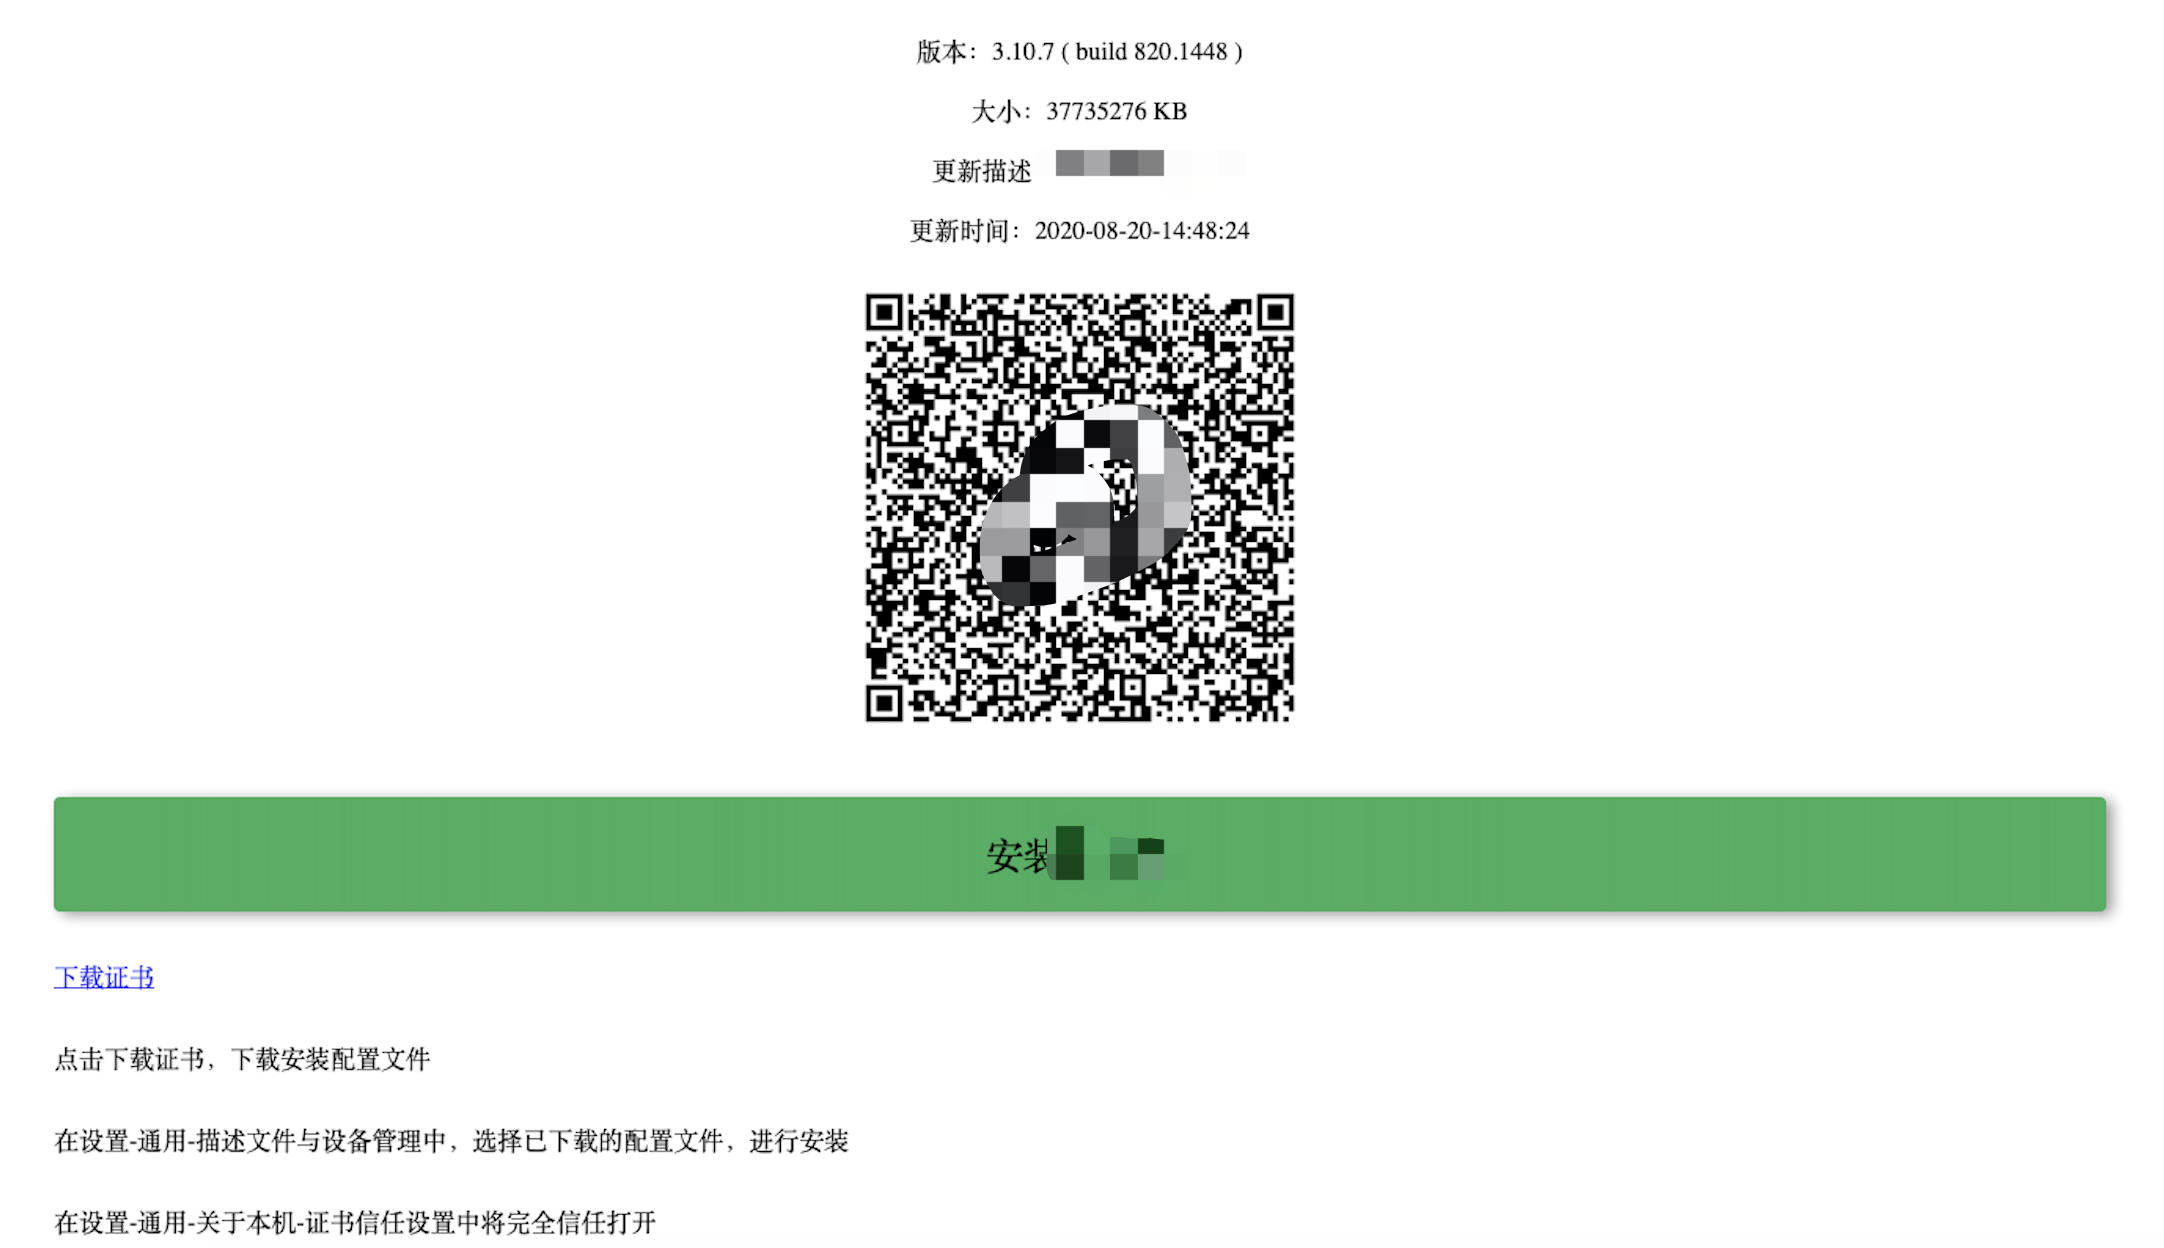 版本：3.10.7 ( build 820.1448 )
大小：37735276 KB
更新描述
更新时间：2020-08-20-14:48:24
安装
下载证书
点击下载证书，下载安装配置文件
在设置-通用-描述文件与设备管理中，选择已下载的配置文件，进行安装
在设置-通用-关于本机-证书信任设置中将完全信任打开